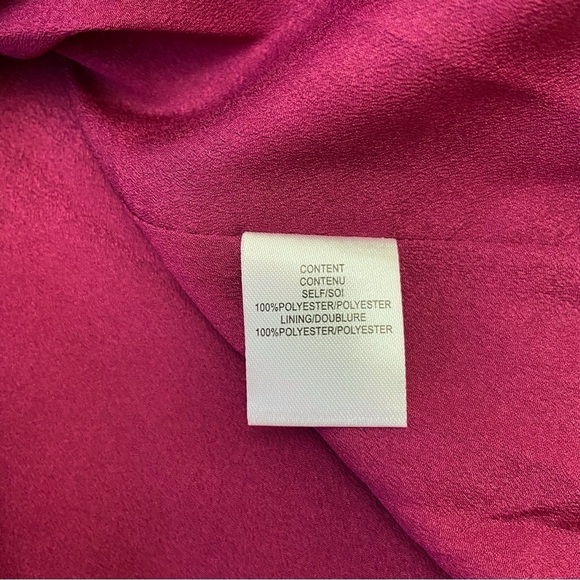 CONTENT
CONTENU
SELF/SOI
100%POLYESTER/POLYESTER
LINING/DOUBLURE
100%POLYESTER/POLYESTER